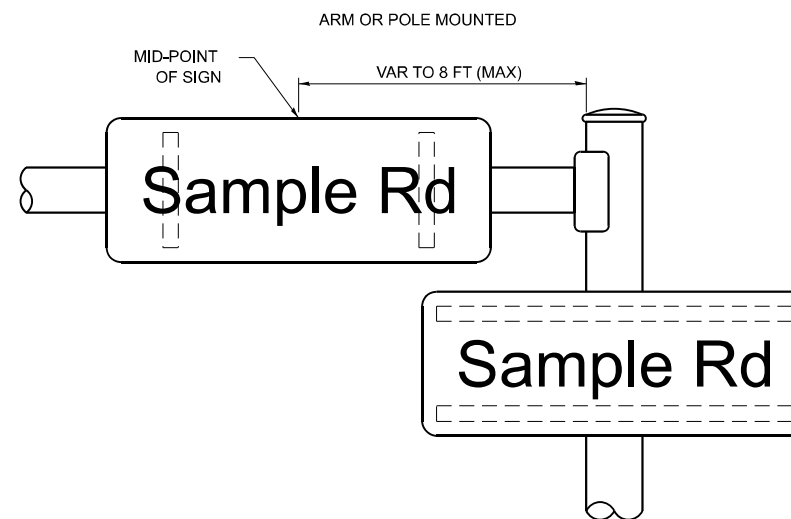 ARM OR POLE MOUNTED
MID-POINT
OF SIGN
VAR TO 8 FT (MAX)
Sample Rd
Sample Rd